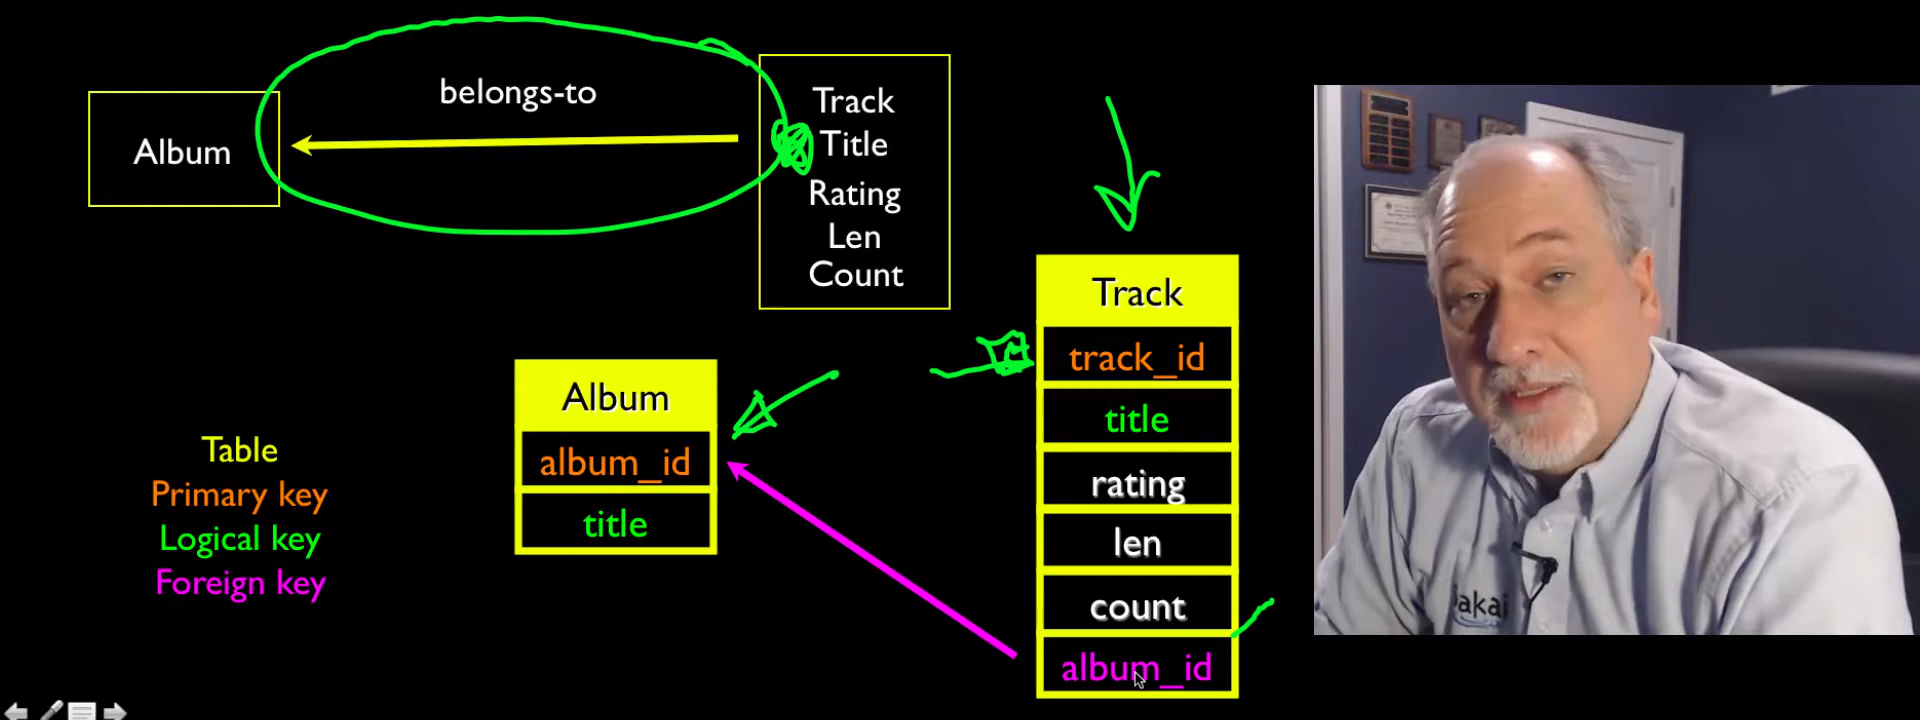 belongs-to
Album
Track
Title
Rating
Len
Count
Track
track_id
title
rating
len
count
album_id
Album
album_id
title
Table
Primary key
Logical key
Foreign key